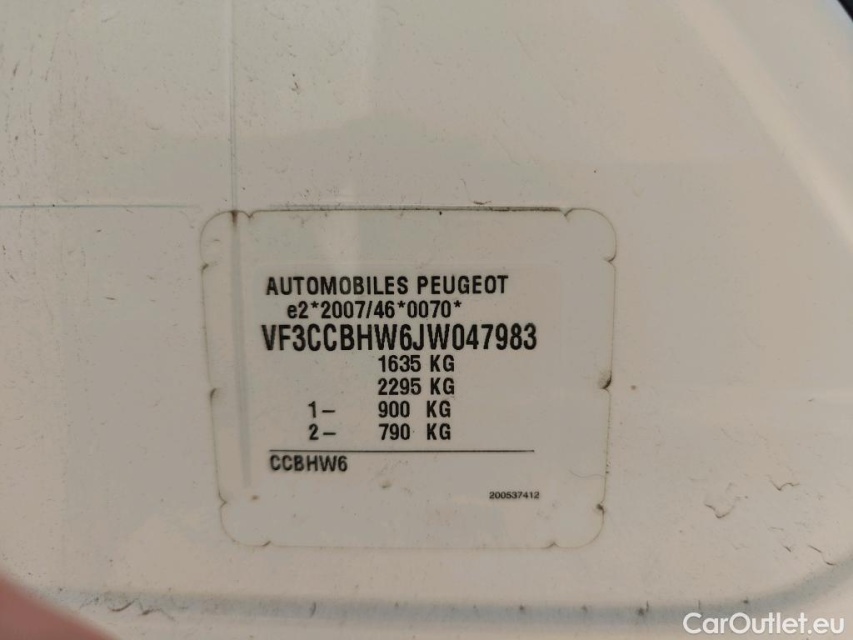 AUTOMOBILES PEUGEOT
e2*2007/46*0070*
VF3CCBHW6JW047983
1635 KG
2295 KG
1- 900 KG
2- 790 KG
CCBHW6
200537412
CarOutlet.eu